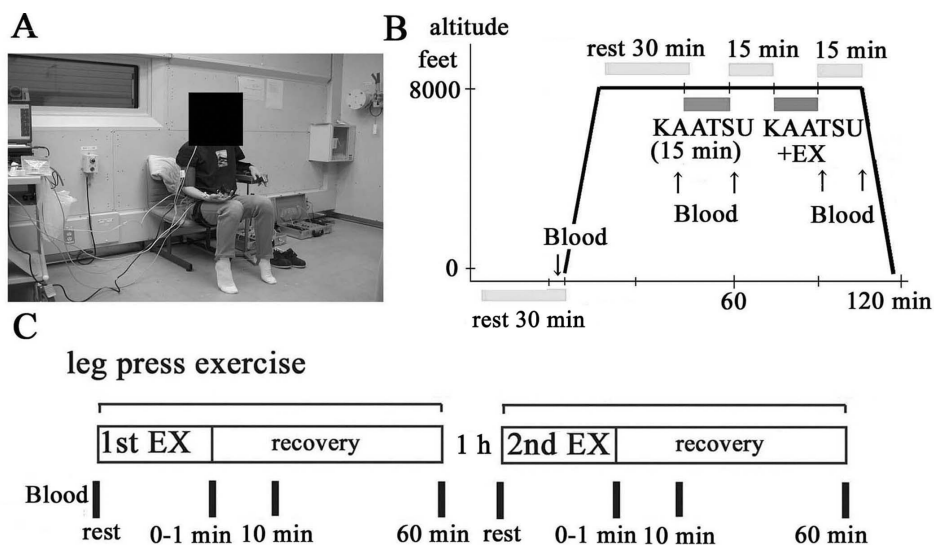 A
B
altitude
feet
rest 30 min
15 min
15 min
8000
KAATSU
(15 min)
KAATSU
+EX
Blood
Blood
Blood
0
60
120 min
rest 30 min
C
leg press exercise
1st EX
recovery
1 h
2nd EX
recovery
Blood
rest
0-1 min
10 min
60 min
rest
0-1 min
10 min
60 min